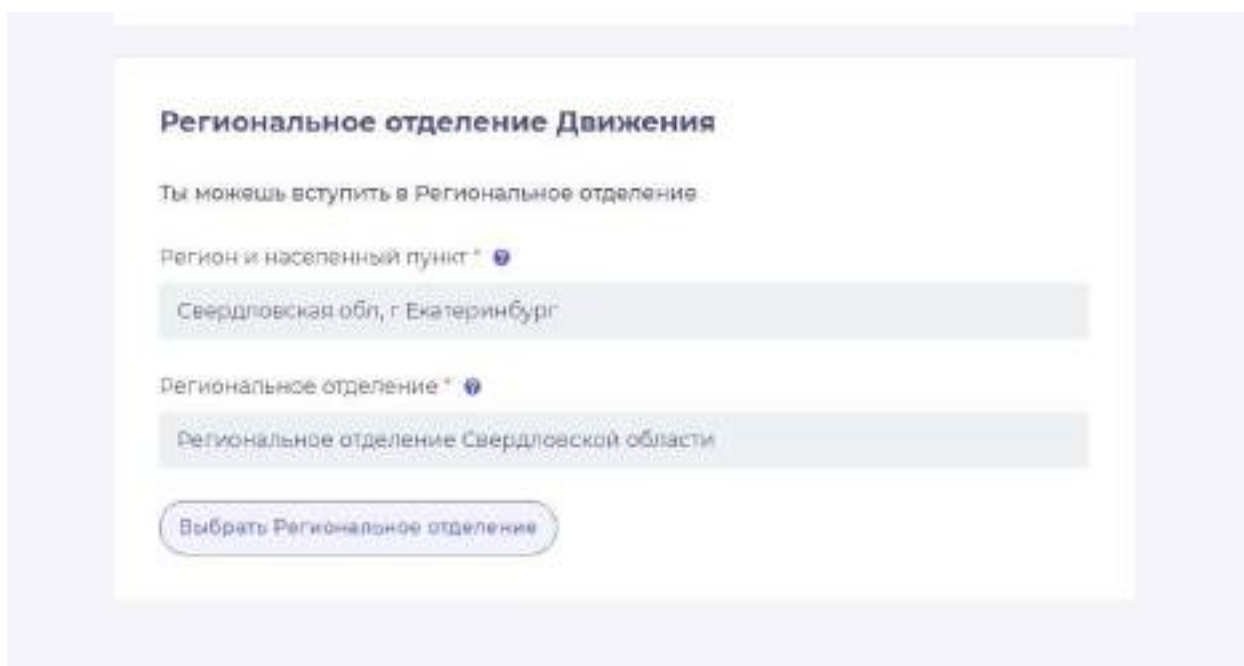 Региональное отделение Движения
Ты можешь вступить в Региональное отделение
Регион и населенный пункт * ?
Свердловская обл, г Екатеринбург
Региональное отделение * ?
Региональное отделение Свердловской области
Выбрать Региональное отделение